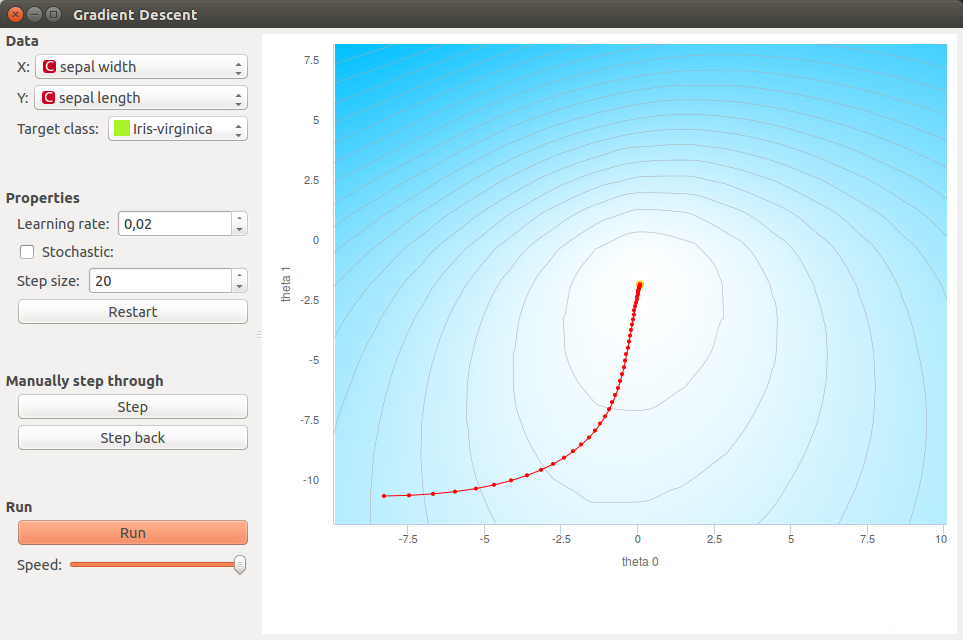 Gradient Descent
Data
X: C sepal width
Y: C sepal length
Target class: Iris-virginica
Properties
Learning rate: 0,02
Stochastic:
Step size: 20
Restart
Manually step through
Step
Step back
Run
Run
Speed:
7.5
5
2.5
0
-2.5
-5
-7.5
-10
theta 1
-7.5 -5 -2.5 0 2.5 5 7.5 10
theta 0